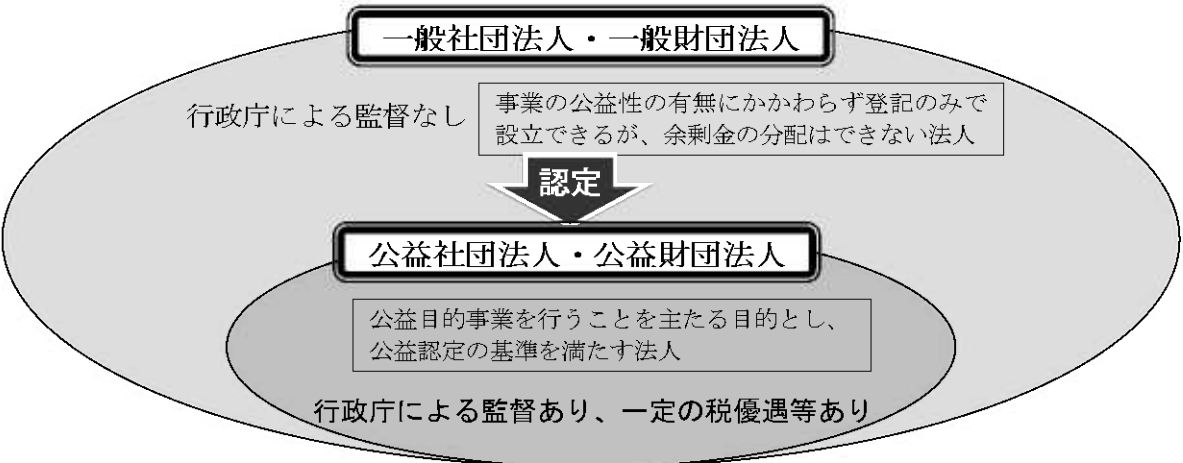 一般社団法人・一般財団法人
行政庁による監督なし
事業の公益性の有無にかかわらず登記のみで
設立できるが、余剰金の分配はできない法人
認定
公益社団法人・公益財団法人
公益目的事業を行うことを主たる目的とし、
公益認定の基準を満たす法人
行政庁による監督あり、一定の税優遇等あり